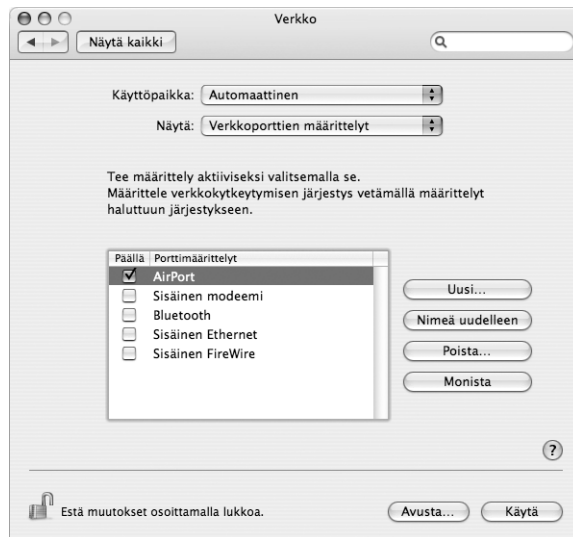 Verkko
Näytä kaikki
Käyttöpaikka: Automaattinen
Näytä: Verkkoporttien määrittelyt
Tee määrittely aktiiviseksi valitsemalla se.
Määrittele verkkokytkeytymisen järjestys vetämällä määrittelyt
haluttuun järjestykseen.
Päällä Porttimäärittelyt
AirPort
Sisäinen modeemi
Bluetooth
Sisäinen Ethernet
Sisäinen FireWire
Uusi...
Nimeä uudelleen
Poista...
Monista
?
Estä muutokset osoittamalla lukkoa.
Avusta... Käytä